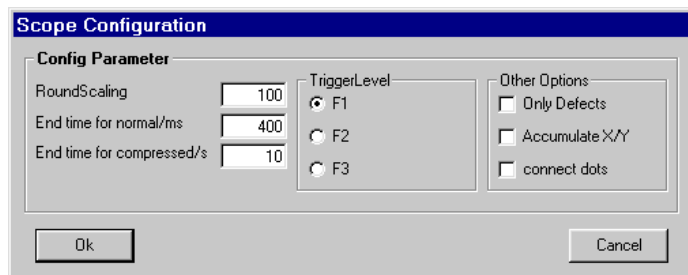 Scope Configuration
Config Parameter
RoundScaling 100
End time for normal/ms 400
End time for compressed/s 10
TriggerLevel
F1
F2
F3
Other Options
Only Defects
Accumulate X/Y
connect dots
Ok
Cancel